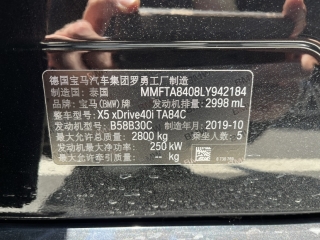 德国宝马汽车集团罗勇工厂制造
制造国：泰国 MMFTA8408LY942184
品牌：宝马(BMW)牌 发动机排量：2998 mL
整车型号：X5 xDrive40i TA84C
发动机型号：B58B30C 制造年月：2019-10
最大允许总质量：2800 kg 乘坐人数：5
发动机最大净功率：250 kW
最大设计装载质量：-- kg